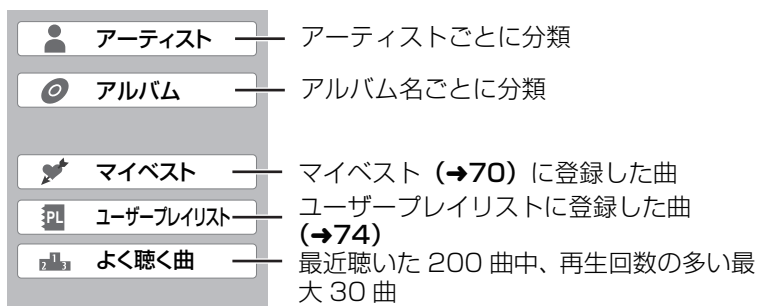 アーティスト アーティストごとに分類
アルバム アルバム名ごとに分類
マイベスト マイベスト(➜70)に登録した曲
PL ユーザープレイリスト ユーザープレイリストに登録した曲
(➜74)
2 1 3 よく聴く曲 最近聴いた 200 曲中、再生回数の多い最
大 30 曲